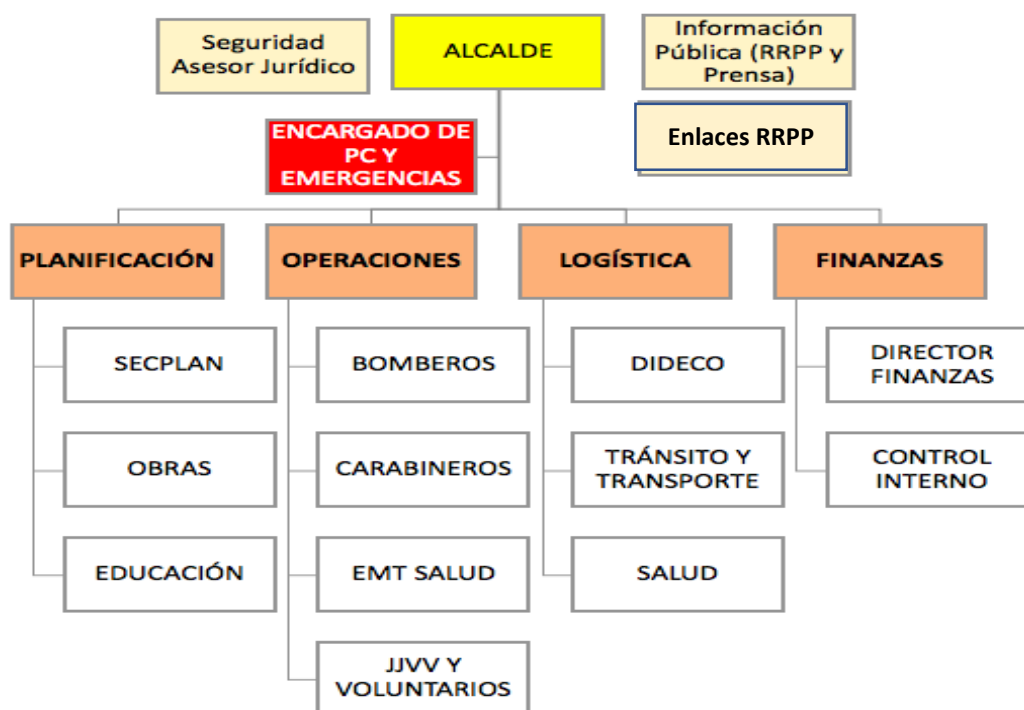 Seguridad
Asesor Jurídico
ALCALDE
Información
Pública (RRPP y
Prensa)
Enlaces RRPP
ENCARGADO DE
PC Y
EMERGENCIAS
PLANIFICACIÓN
OPERACIONES
LOGÍSTICA
FINANZAS
SECPLAN
BOMBEROS
DIDECO
DIRECTOR
FINANZAS
OBRAS
CARABINEROS
TRÁNSITO Y
TRANSPORTE
CONTROL
INTERNO
EDUCACIÓN
EMT SALUD
SALUD
JJVV Y
VOLUNTARIOS